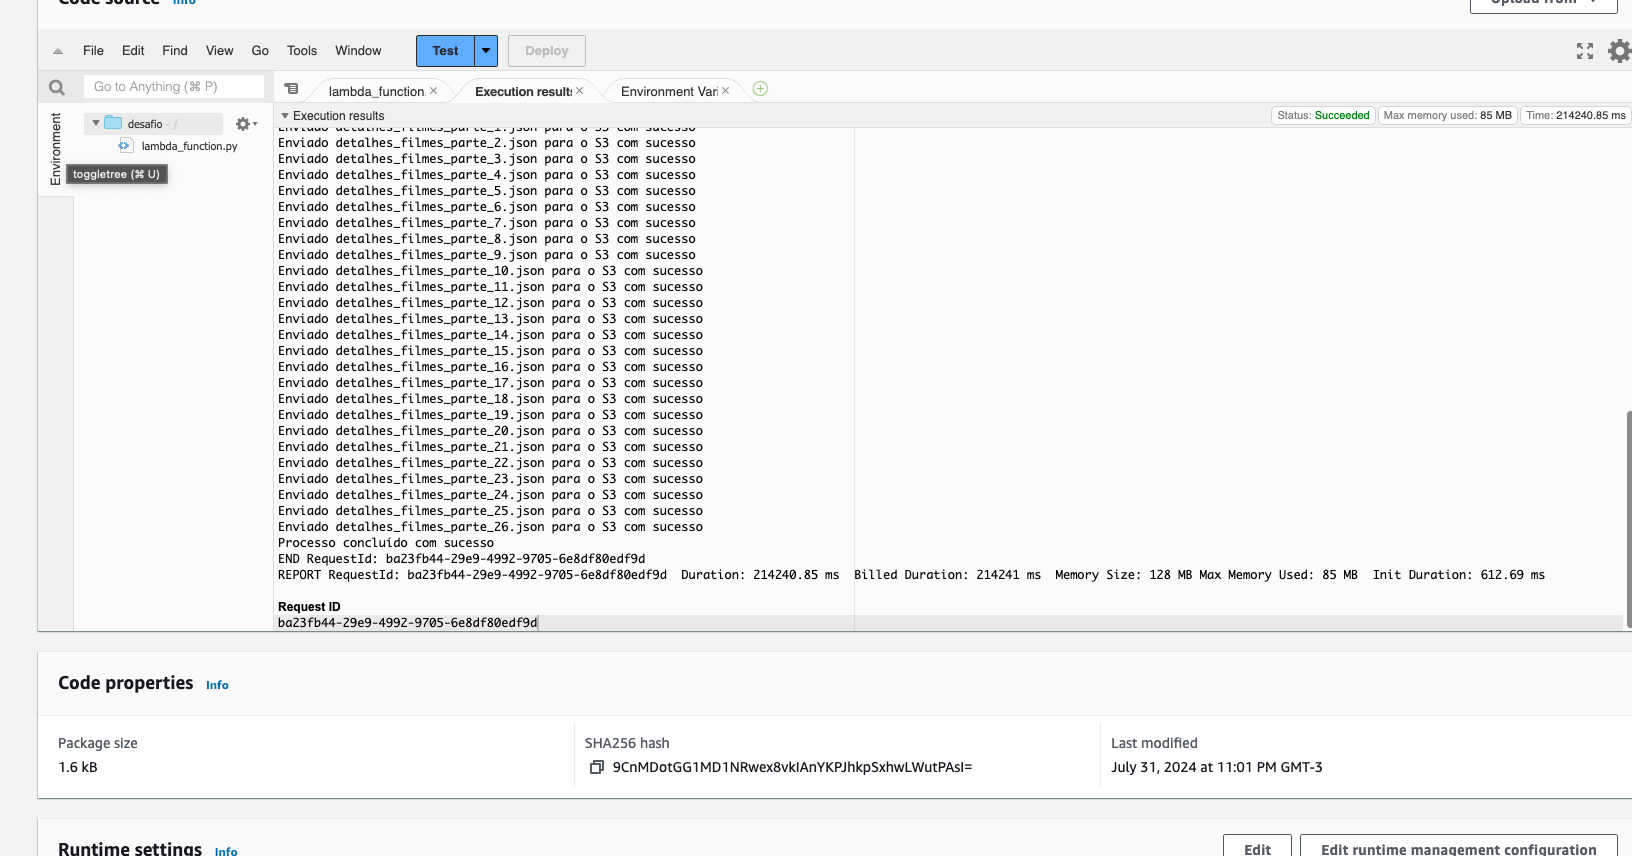 Code source Info
Upload from
File Edit Find View Go Tools Window Test Deploy
Go to Anything (⌘ P)
lambda_function. × Execution results × Environment Var ×
Environment
desafio - /
lambda_function.py
toggletree (⌘ U)
Execution results
Status: Succeeded Max memory used: 85 MB Time: 214240.85 ms
Enviado detalhes_filmes_parte_1.json para o S3 com sucesso
Enviado detalhes_filmes_parte_2.json para o S3 com sucesso
Enviado detalhes_filmes_parte_3.json para o S3 com sucesso
Enviado detalhes_filmes_parte_4.json para o S3 com sucesso
Enviado detalhes_filmes_parte_5.json para o S3 com sucesso
Enviado detalhes_filmes_parte_6.json para o S3 com sucesso
Enviado detalhes_filmes_parte_7.json para o S3 com sucesso
Enviado detalhes_filmes_parte_8.json para o S3 com sucesso
Enviado detalhes_filmes_parte_9.json para o S3 com sucesso
Enviado detalhes_filmes_parte_10.json para o S3 com sucesso
Enviado detalhes_filmes_parte_11.json para o S3 com sucesso
Enviado detalhes_filmes_parte_12.json para o S3 com sucesso
Enviado detalhes_filmes_parte_13.json para o S3 com sucesso
Enviado detalhes_filmes_parte_14.json para o S3 com sucesso
Enviado detalhes_filmes_parte_15.json para o S3 com sucesso
Enviado detalhes_filmes_parte_16.json para o S3 com sucesso
Enviado detalhes_filmes_parte_17.json para o S3 com sucesso
Enviado detalhes_filmes_parte_18.json para o S3 com sucesso
Enviado detalhes_filmes_parte_19.json para o S3 com sucesso
Enviado detalhes_filmes_parte_20.json para o S3 com sucesso
Enviado detalhes_filmes_parte_21.json para o S3 com sucesso
Enviado detalhes_filmes_parte_22.json para o S3 com sucesso
Enviado detalhes_filmes_parte_23.json para o S3 com sucesso
Enviado detalhes_filmes_parte_24.json para o S3 com sucesso
Enviado detalhes_filmes_parte_25.json para o S3 com sucesso
Enviado detalhes_filmes_parte_26.json para o S3 com sucesso
Processo concluído com sucesso
END RequestId: ba23fb44-29e9-4992-9705-6e8df80edf9d
REPORT RequestId: ba23fb44-29e9-4992-9705-6e8df80edf9d Duration: 214240.85 ms Billed Duration: 214241 ms Memory Size: 128 MB Max Memory Used: 85 MB Init Duration: 612.69 ms
Request ID
ba23fb44-29e9-4992-9705-6e8df80edf9d
Code properties Info
Package size
1.6 kB
SHA256 hash
9CnMDotGG1MD1NRwex8vkIAnYKPJhkpSxhwLWutPAsI=
Last modified
July 31, 2024 at 11:01 PM GMT-3
Runtime settings Info
Edit
Edit runtime management configuration